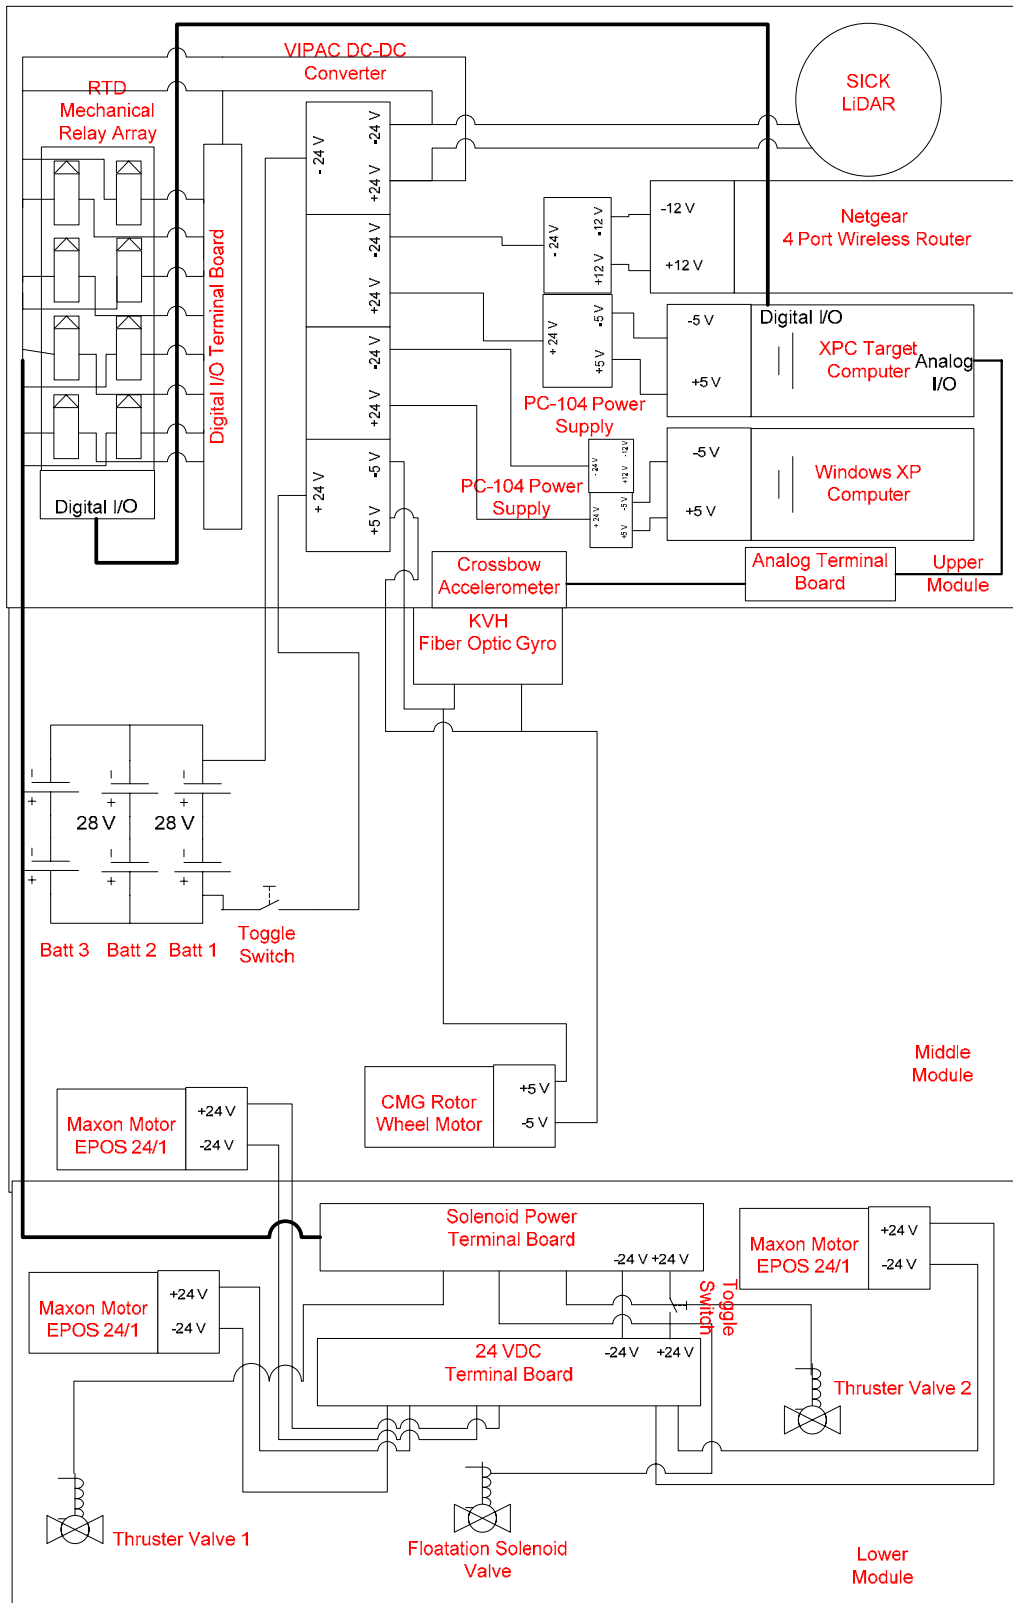 VIPAC DC-DC
Converter
SICK
LiDAR
RTD
Mechanical
Relay Array
Digital I/O Terminal Board
Digital I/O
- 24 V
-24 V
+24 V
-24 V
+24 V
-24 V
+24 V
+ 24 V
-5 V
+5 V
- 24 V
-12 V
+12 V
-12 V
+12 V
Netgear
4 Port Wireless Router
+ 24 V
-5 V
+5 V
-5 V
+5 V
Digital I/O
XPC Target
Computer
Analog
I/O
PC-104 Power
Supply
- 24 V
-12 V
+12 V
+ 24 V
-5 V
+5 V
PC-104 Power
Supply
-5 V
+5 V
Windows XP
Computer
Crossbow
Accelerometer
Analog Terminal
Board
Upper
Module
KVH
Fiber Optic Gyro
-
+
-
+
-
+
28 V
28 V
-
+
-
+
-
+
Batt 3
Batt 2
Batt 1
Toggle
Switch
Middle
Module
Maxon Motor
EPOS 24/1
+24 V
-24 V
CMG Rotor
Wheel Motor
+5 V
-5 V
Solenoid Power
Terminal Board
-24 V
+24 V
Toggle
Switch
Maxon Motor
EPOS 24/1
+24 V
-24 V
Maxon Motor
EPOS 24/1
+24 V
-24 V
24 VDC
Terminal Board
-24 V
+24 V
Thruster Valve 2
Thruster Valve 1
Floatation Solenoid
Valve
Lower
Module